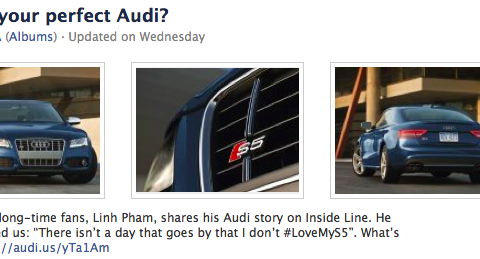 your perfect Audi?
(Albums) · Updated on Wednesday
S5
long-time fans, Linh Pham, shares his Audi story on Inside Line. He
d us: “There isn’t a day that goes by that I don’t #LoveMyS5”. What’s
//audi.us/yTa1Am